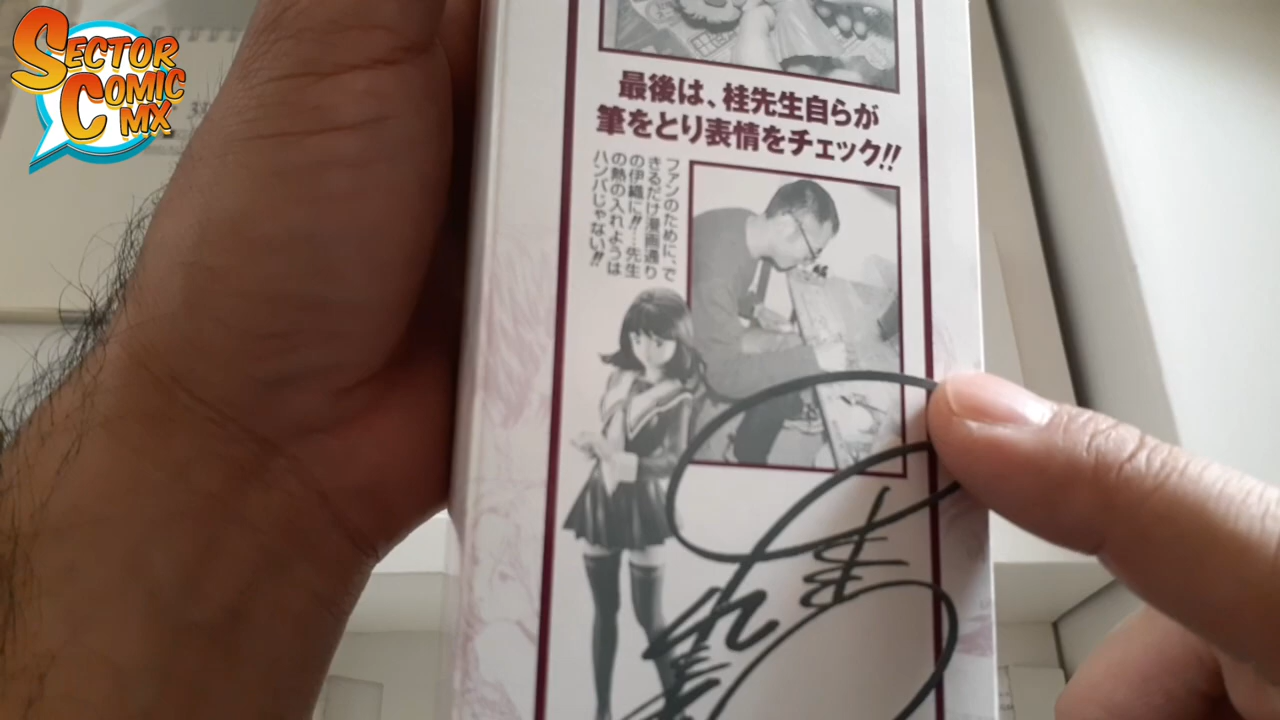 SECTOR
COMIC
MX
最後は、桂先生自らが
筆をとり表情をチェック!!
ファンのために、で
きるだけ漫画通り
の伊織に!!…先生
の熱の入れようは
ハンパじゃない!!